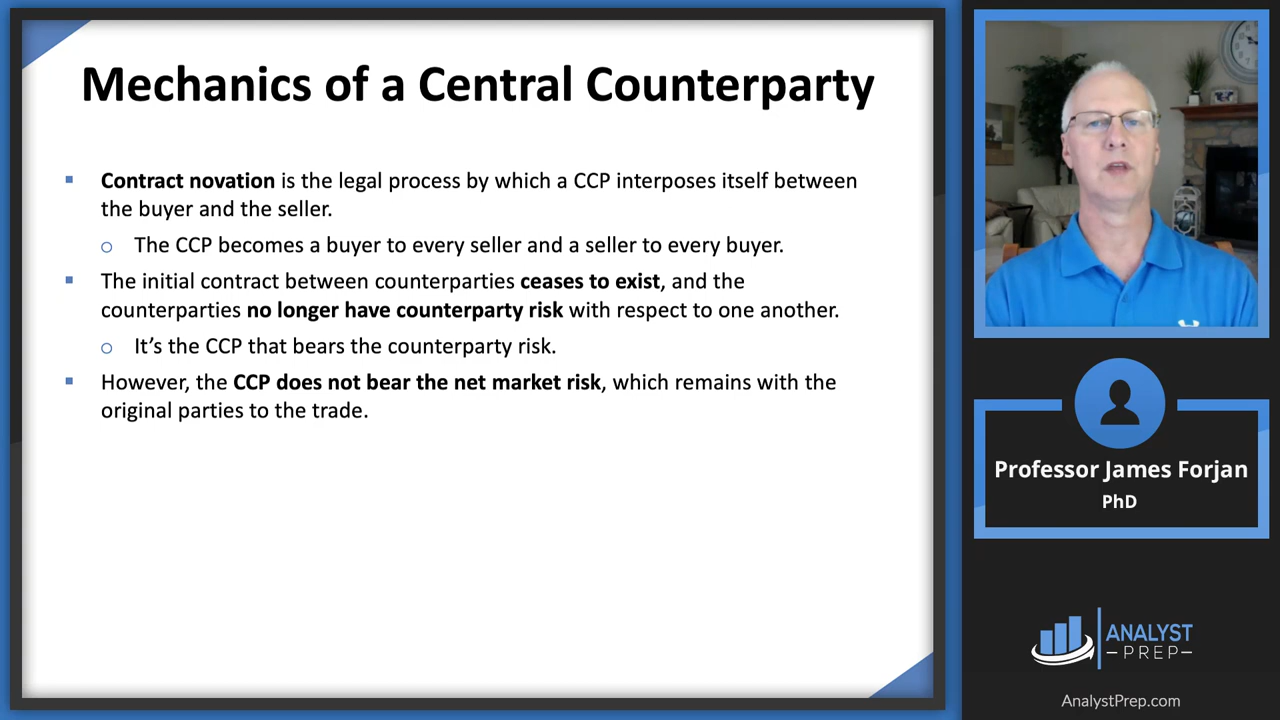 Mechanics of a Central Counterparty
▪ Contract novation is the legal process by which a CCP interposes itself between
the buyer and the seller.
o The CCP becomes a buyer to every seller and a seller to every buyer.
▪ The initial contract between counterparties ceases to exist, and the
counterparties no longer have counterparty risk with respect to one another.
o It’s the CCP that bears the counterparty risk.
▪ However, the CCP does not bear the net market risk, which remains with the
original parties to the trade.
Professor James Forjan
PhD
ANALYST
–PREP–
AnalystPrep.com